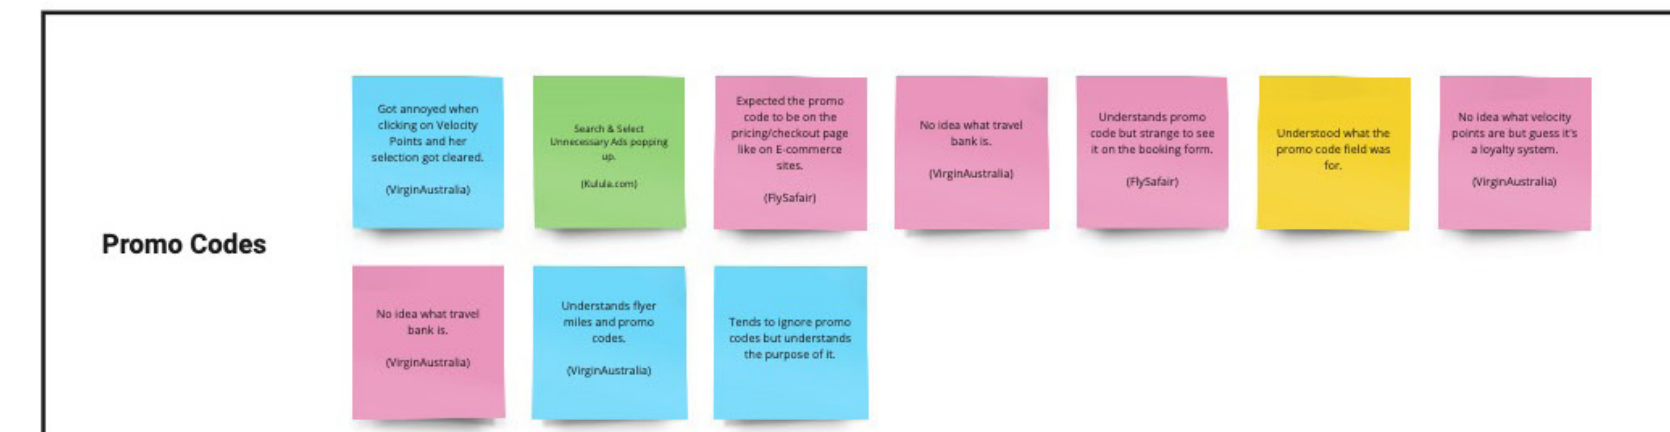 Promo Codes
Got annoyed when
clicking on Velocity
Points and her
selection got cleared.
(VirginAustralia)
Search & Select
Unnecessary Ads popping
up.
(Kulula.com)
Expected the promo
code to be on the
pricing/checkout page
like on E-commerce
sites.
(FlySafair)
No idea what travel
bank is.
(VirginAustralia)
Understands promo
code but strange to see
it on the booking form.
(FlySafair)
Understood what the
promo code field was
for.
No idea what velocity
points are but guess it's
a loyalty system.
(VirginAustralia)
No idea what travel
bank is.
(VirginAustralia)
Understands flyer
miles and promo
codes.
(VirginAustralia)
Tends to ignore promo
codes but understands
the purpose of it.